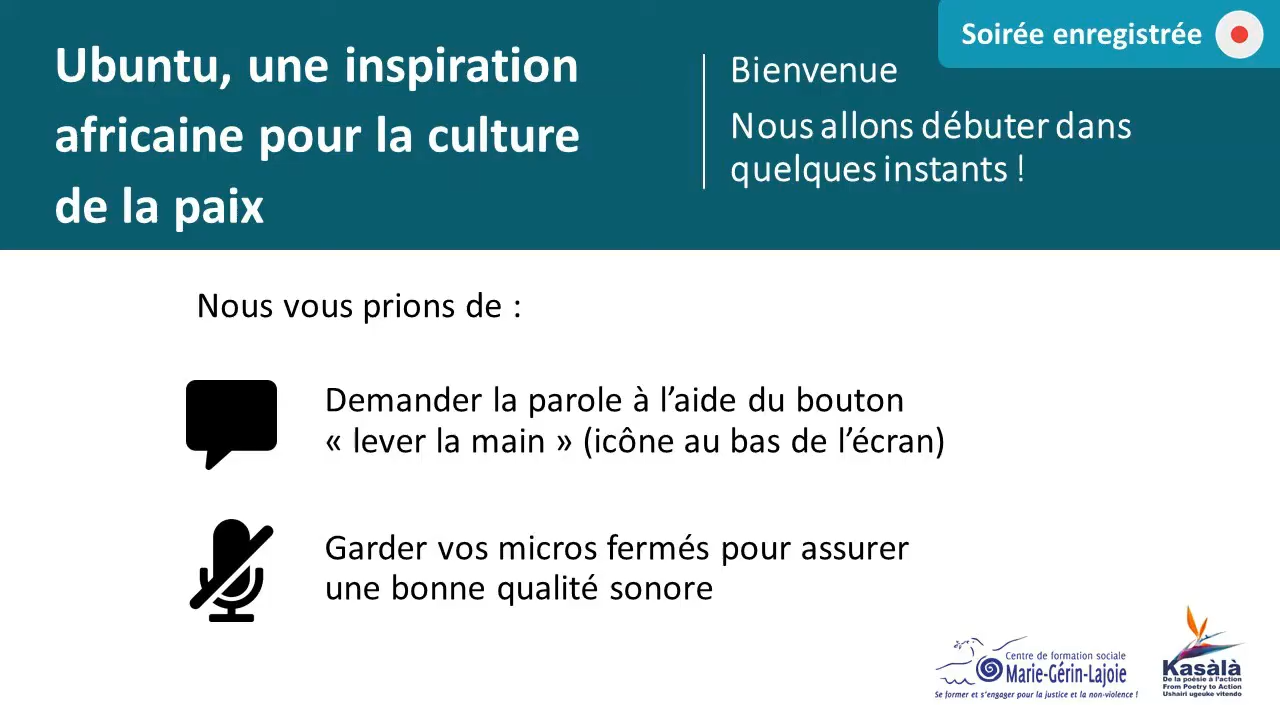 Ubuntu, une inspiration
africaine pour la culture
de la paix
Soirée enregistrée
Bienvenue
Nous allons débuter dans
quelques instants !
Nous vous prions de :
Demander la parole à l’aide du bouton
« lever la main » (icône au bas de l’écran)
Garder vos micros fermés pour assurer
une bonne qualité sonore
Centre de formation sociale
Marie-Gérin-Lajoie
Se former et s'engager pour la justice et la non-violence !
Kasàlà
De la poésie à l'action
From Poetry to Action
Ushairi ugeuke vitendo